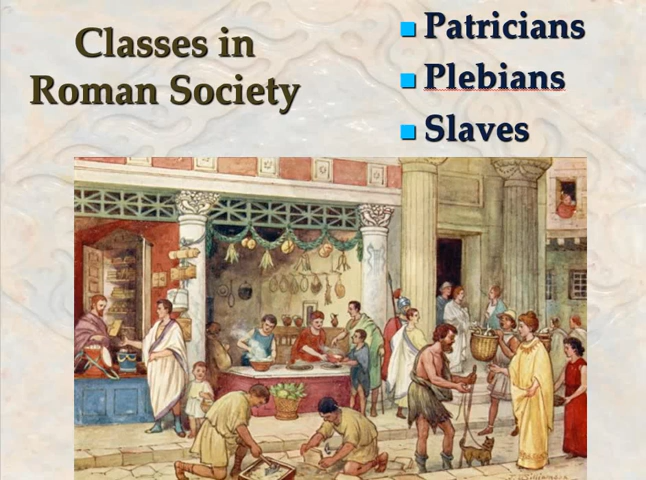 Classes in
Roman Society
Patricians
Plebians
Slaves